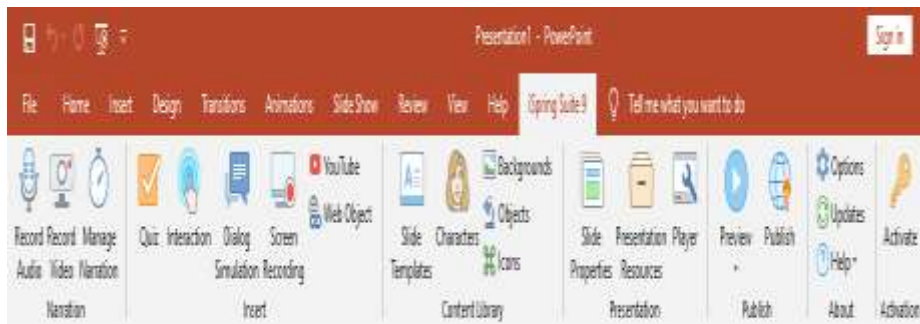 Presentation1 - PowerPoint Sign in
File Home Insert Design Transitions Animations Slide Show Review View Help iSpring Suite 9 Tell me what you want to do
YouTube Backgrounds Options
Web Object Objects Updates
Record Record Manage Quiz Interaction Dialog Screen Slide Characters Slide Presentation Player Preview Publish Activate
Audio Video Narration Simulation Recording Templates Icons Properties Resources Help
Narration Insert Content Library Presentation Publish About Activation